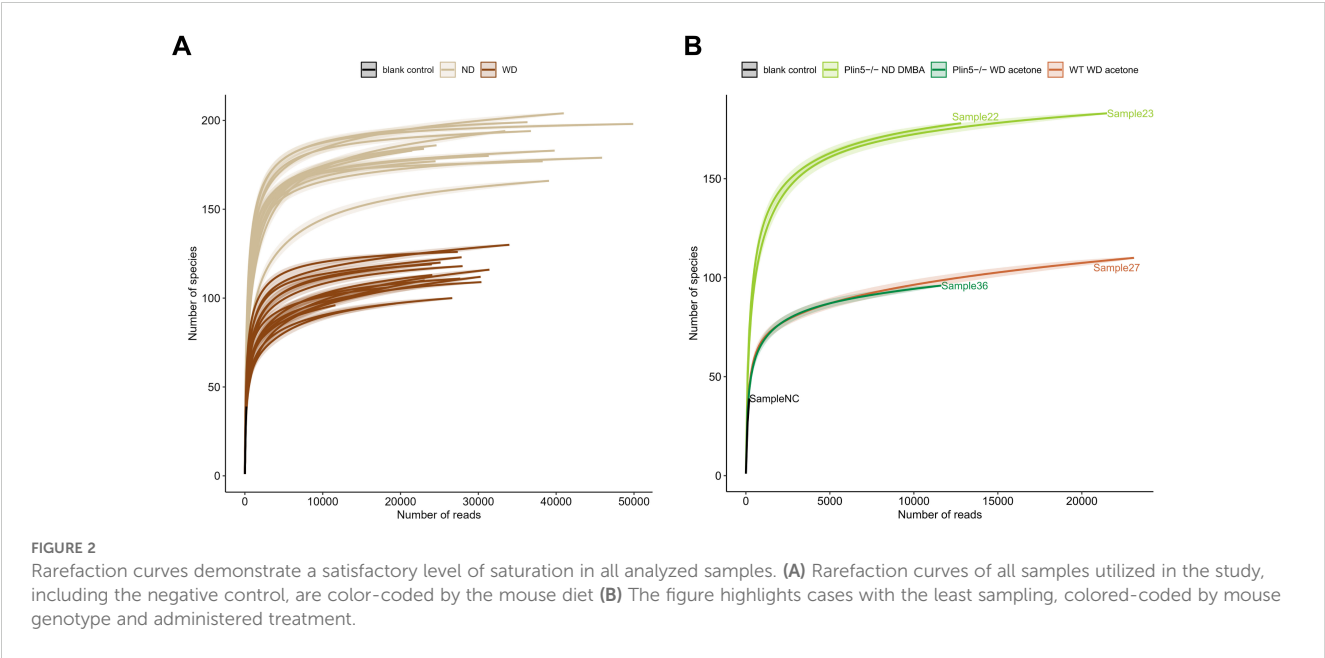 A
B
blank control ND WD
blank control Plin5−/− ND DMBA Plin5−/− WD acetone WT WD acetone
200
150
100
50
0
Number of species
0 10000 20000 30000 40000 50000
Number of reads
150
100
50
0
Number of species
Sample22
Sample23
Sample27
Sample36
SampleNC
0 5000 10000 15000 20000
Number of reads
FIGURE 2
Rarefaction curves demonstrate a satisfactory level of saturation in all analyzed samples. (A) Rarefaction curves of all samples utilized in the study,
including the negative control, are color-coded by the mouse diet (B) The figure highlights cases with the least sampling, colored-coded by mouse
genotype and administered treatment.